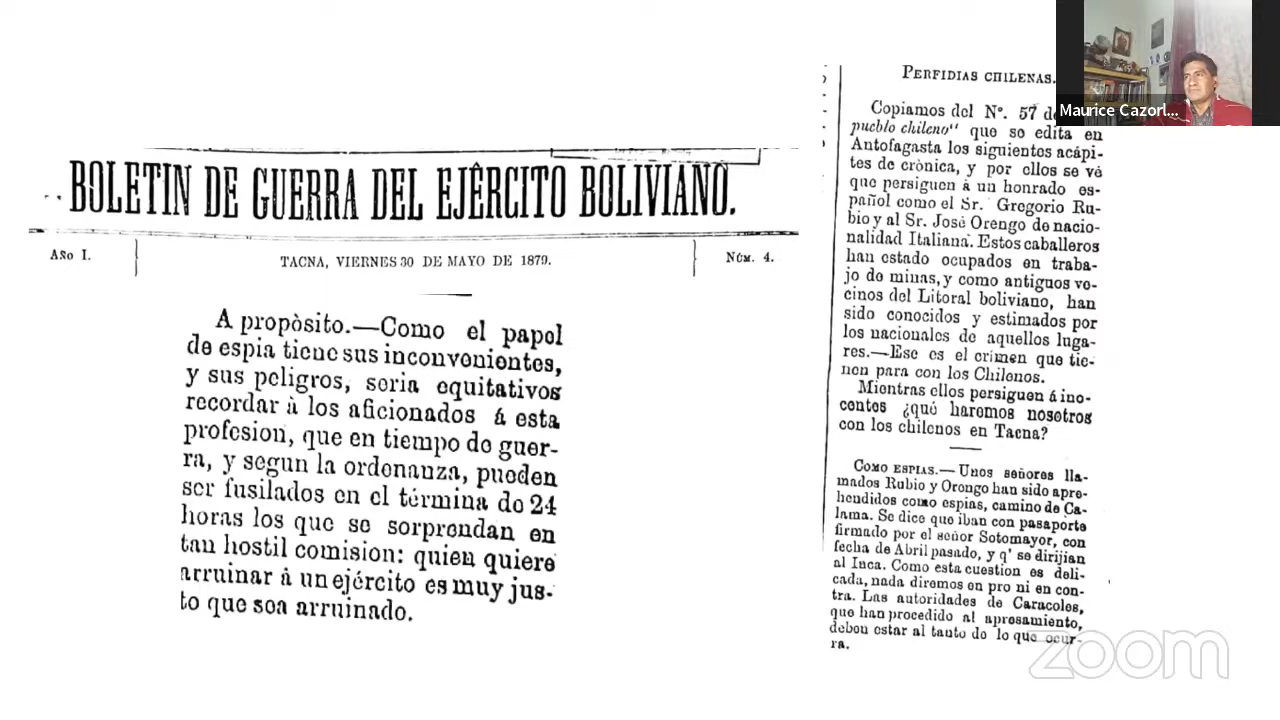 BOLETIN DE GUERRA DEL EJÉRCITO BOLIVIANO.
Año I.
TACNA, VIERNES 30 DE MAYO DE 1879.
Núm. 4.
A propòsito.—Como el papel
de espia tiene sus inconvenientes,
y sus peligros, seria equitativos
recordar à los aficionados á esta
profesion, que en tiempo de guer-
ra, y segun la ordenanza, pueden
ser fusilados en el término de 24
horas los que se sorprendan en
tan hostil comision: quien quiere
arruinar à un ejército es muy jus-
to que sea arruinado.
PERFIDIAS CHILENAS.
Copiamos del N°. 57 de
pueblo chileno" que se edita en
Antofagasta los siguientes acápi-
tes de crònica, y por ellos se vé
que persiguen á un honrado es-
pañol como el Sr. Gregorio Ru-
bio y al Sr. José Orengo de nacio-
nalidad Italiana. Estos caballeros
han estado ocupados en traba-
jo de minas, y como antiguos ve-
cinos del Litoral boliviano, han
sido conocidos y estimados por
los nacionales de aquellos luga-
res.—Ese es el crímen que tie-
nen para con los Chilenos.
Mientras ellos persiguen á ino-
centes ¿qué haremos nosotros
con los chilenos en Tacna?
COMO ESPIAS.—Unos señores lla-
mados Rubio y Orengo han sido apre-
hendidos como espias, camino de Ca-
lama. Se dice que iban con pasaporte
firmado por el señor Sotomayor, con
fecha de Abril pasado, y q' se dirijian
al Inca. Como esta cuestion es deli-
cada, nada diremos en pro ni en con-
tra. Las autoridades de Caracoles,
que han procedido al apresamiento,
deben estar al tanto de lo que ocur-
ra.
Maurice Cazorl...
zoom